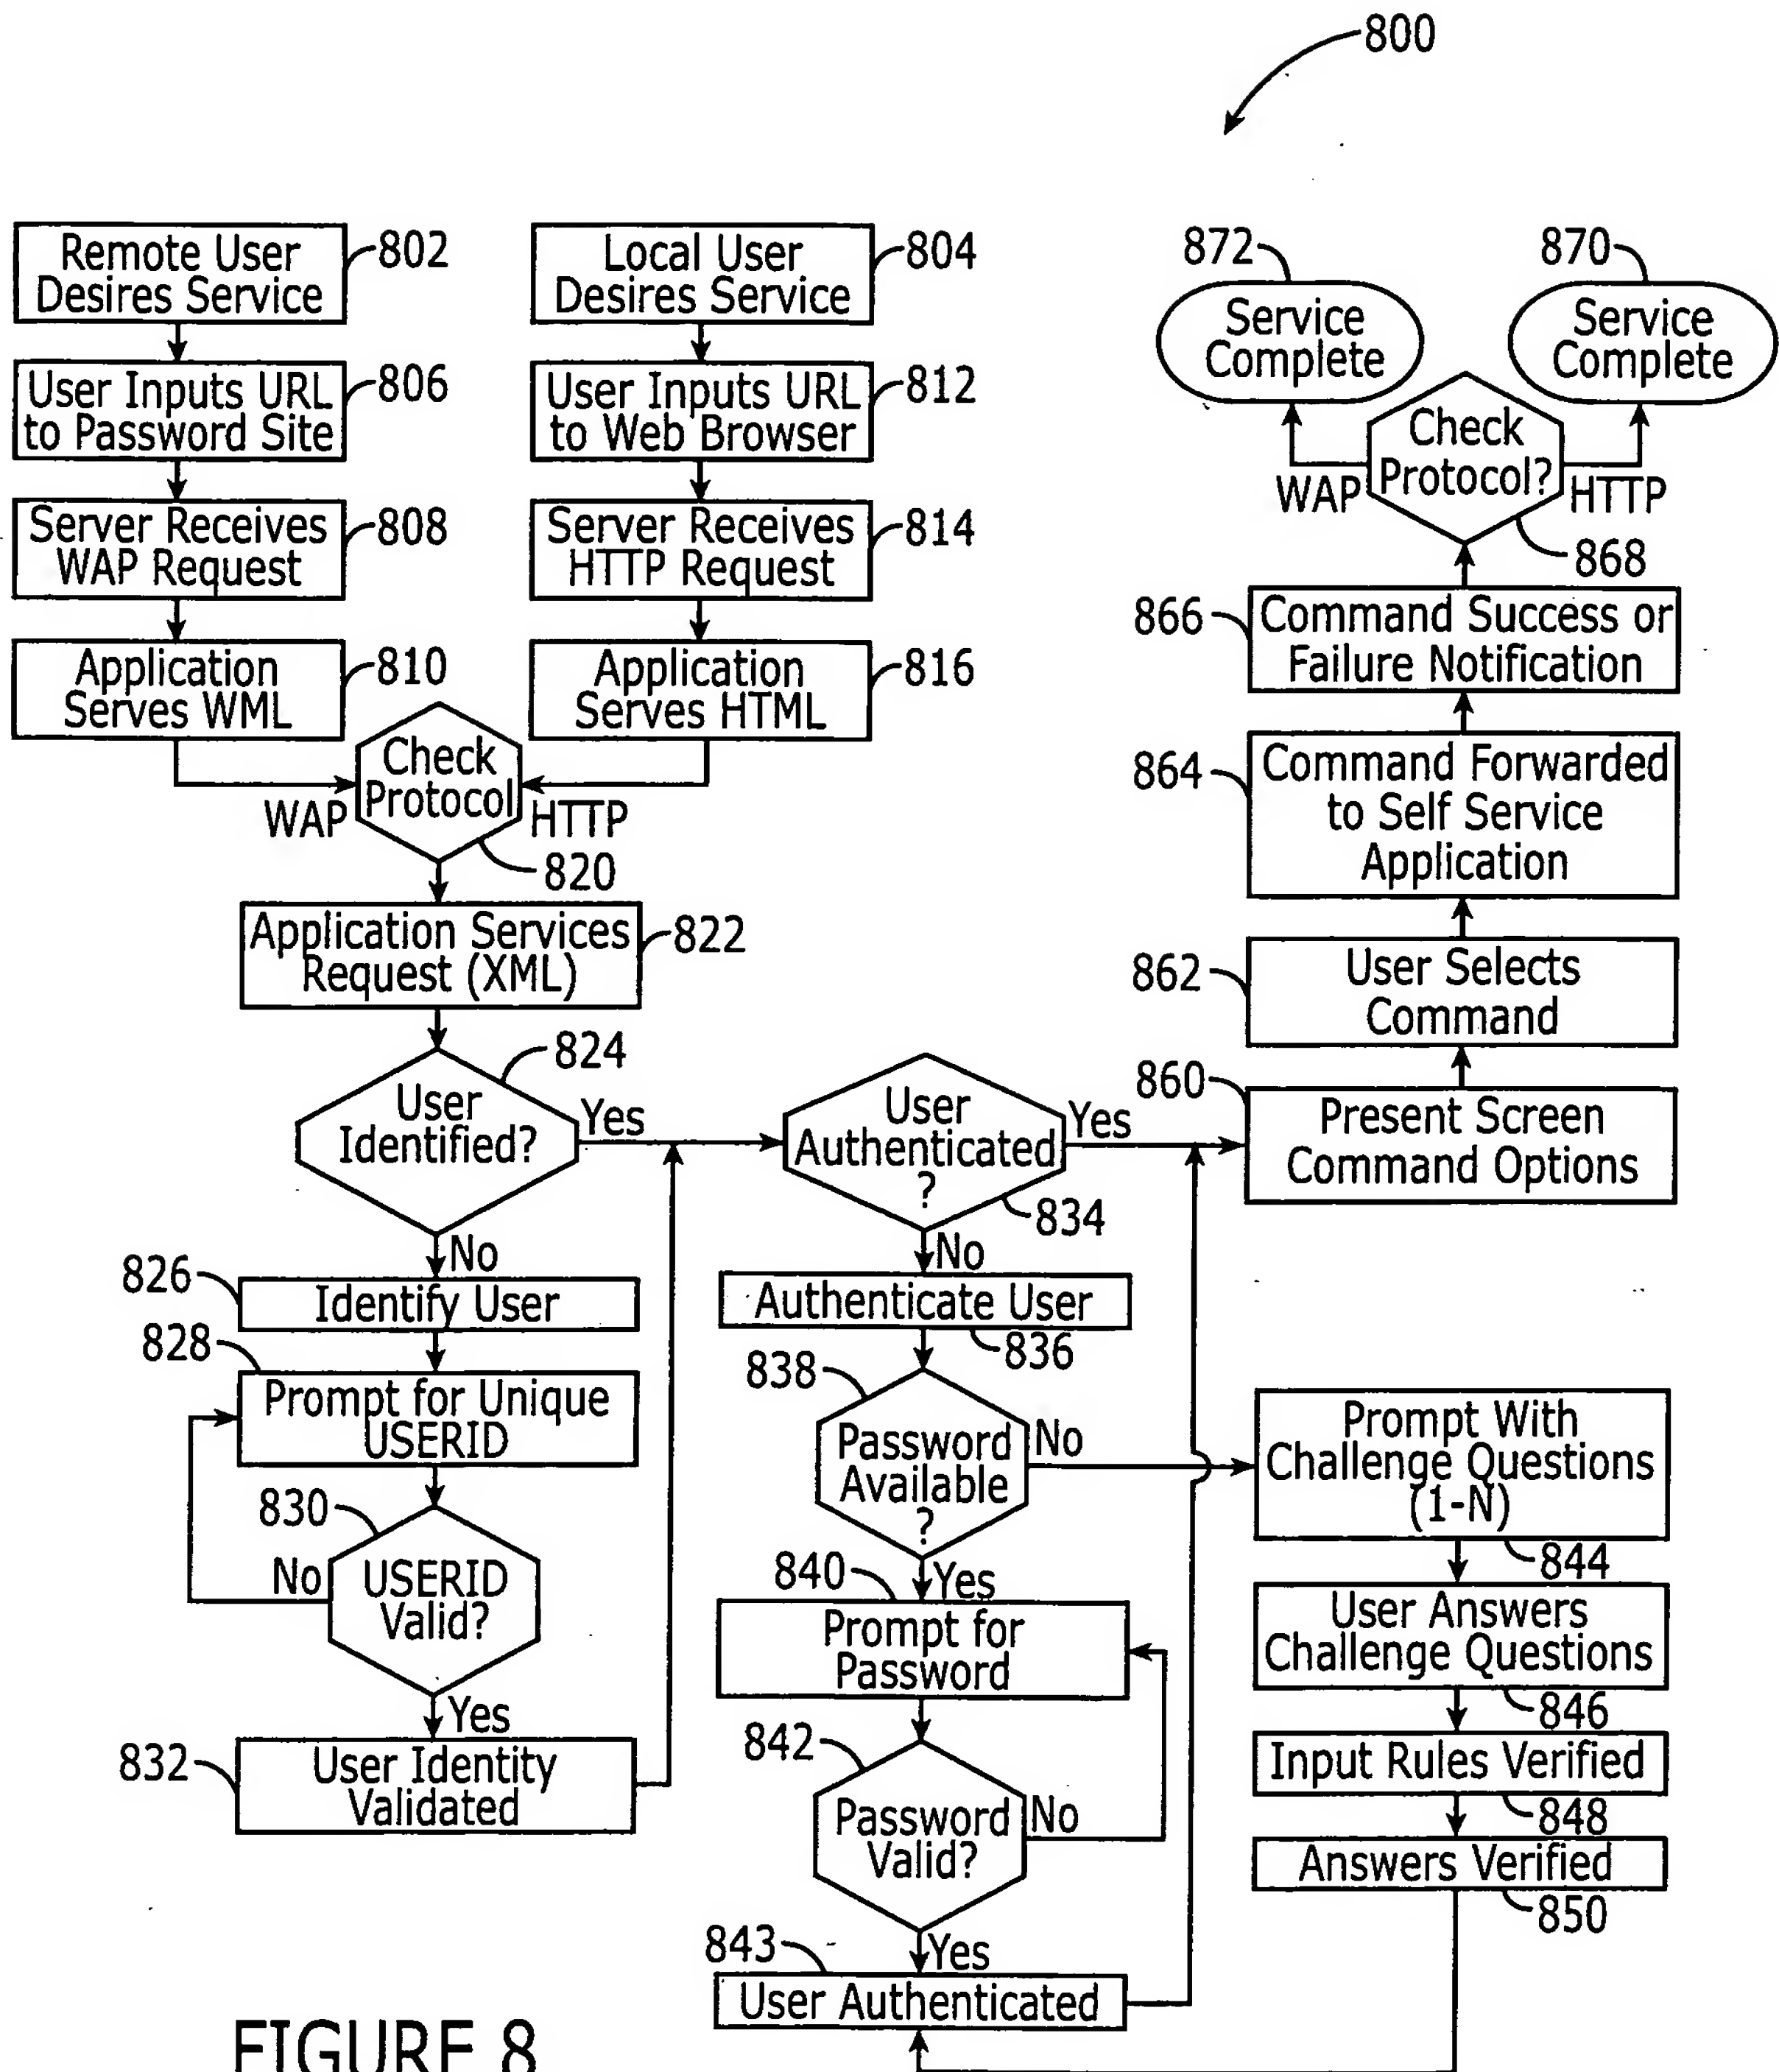 800
Remote User
Desires Service
802
User Inputs URL
to Password Site
806
Server Receives
WAP Request
808
Application
Serves WML
810
Local User
Desires Service
804
User Inputs URL
to Web Browser
812
Server Receives
HTTP Request
814
Application
Serves HTML
816
Check
Protocol
WAP
HTTP
820
Application Services
Request (XML)
822
824
User
Identified?
Yes
No
826
Identify User
828
Prompt for Unique
USERID
830
USERID
Valid?
No
Yes
832
User Identity
Validated
User
Authenticated
?
Yes
834
No
Authenticate User
836
838
Password
Available
?
No
Yes
840
Prompt for
Password
842
Password
Valid?
No
Yes
843
User Authenticated
Prompt With
Challenge Questions
(1-N)
844
User Answers
Challenge Questions
846
Input Rules Verified
848
Answers Verified
850
860
Present Screen
Command Options
862
User Selects
Command
864
Command Forwarded
to Self Service
Application
866
Command Success or
Failure Notification
868
Check
Protocol?
WAP
HTTP
872
Service
Complete
870
Service
Complete
FIGURE 8